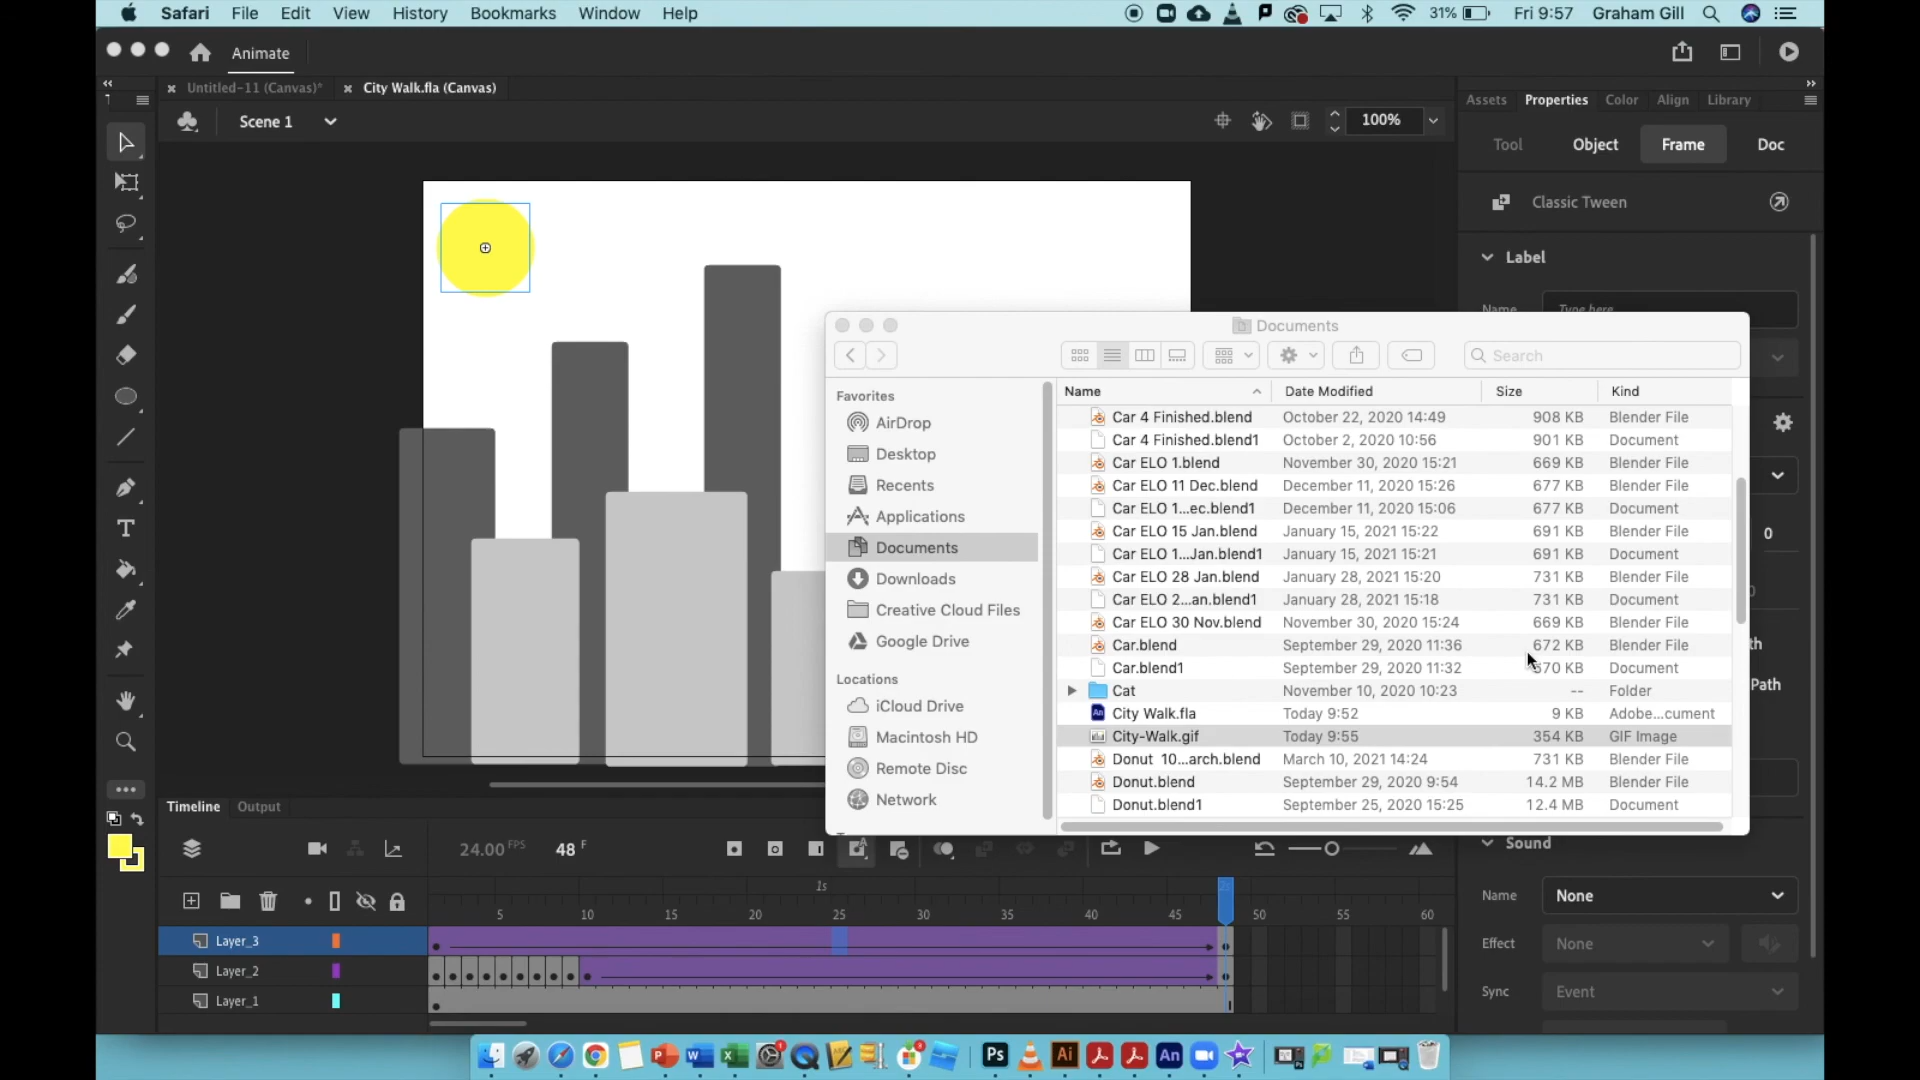 Safari File Edit View History Bookmarks Window Help 31% Fri 9:57 Graham Gill
Animate
Untitled-11 (Canvas)* City Walk.fla (Canvas)
Assets Properties Color Align Library
Scene 1 100%
Tool Object Frame Doc
Classic Tween
Label
Name Type here
Documents
Search
Favorites
AirDrop
Desktop
Recents
Applications
Documents
Downloads
Creative Cloud Files
Google Drive
Locations
iCloud Drive
Macintosh HD
Remote Disc
Network
Name Date Modified Size Kind
Car 4 Finished.blend October 22, 2020 14:49 908 KB Blender File
Car 4 Finished.blend1 October 2, 2020 10:56 901 KB Document
Car ELO 1.blend November 30, 2020 15:21 669 KB Blender File
Car ELO 11 Dec.blend December 11, 2020 15:26 677 KB Blender File
Car ELO 1...ec.blend1 December 11, 2020 15:06 677 KB Document
Car ELO 15 Jan.blend January 15, 2021 15:22 691 KB Blender File
Car ELO 1...Jan.blend1 January 15, 2021 15:21 691 KB Document
Car ELO 28 Jan.blend January 28, 2021 15:20 731 KB Blender File
Car ELO 2...an.blend1 January 28, 2021 15:18 731 KB Document
Car ELO 30 Nov.blend November 30, 2020 15:24 669 KB Blender File
Car.blend September 29, 2020 11:36 672 KB Blender File
Car.blend1 September 29, 2020 11:32 670 KB Document
Cat November 10, 2020 10:23 -- Folder
City Walk.fla Today 9:52 9 KB Adobe...cument
City-Walk.gif Today 9:55 354 KB GIF Image
Donut 10...arch.blend March 10, 2021 14:24 731 KB Blender File
Donut.blend September 29, 2020 9:54 14.2 MB Blender File
Donut.blend1 September 25, 2020 15:25 12.4 MB Document
0
th
Path
Timeline Output
24.00 FPS 48 F
1s 2s
5 10 15 20 25 30 35 40 45 50 55 60
Layer_3
Layer_2
Layer_1
Sound
Name None
Effect None
Sync Event
Ps Ai An